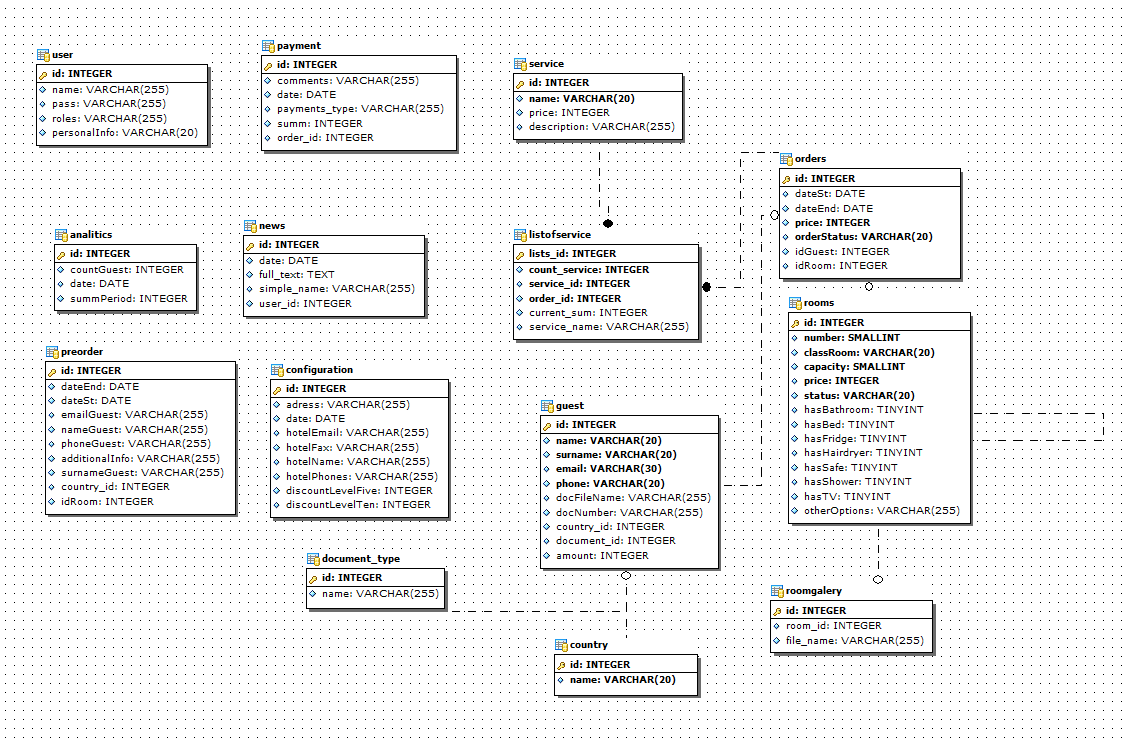 user
id: INTEGER
name: VARCHAR(255)
pass: VARCHAR(255)
roles: VARCHAR(255)
personalInfo: VARCHAR(20)
payment
id: INTEGER
comments: VARCHAR(255)
date: DATE
payments_type: VARCHAR(255)
summ: INTEGER
order_id: INTEGER
service
id: INTEGER
name: VARCHAR(20)
price: INTEGER
description: VARCHAR(255)
orders
id: INTEGER
dateSt: DATE
dateEnd: DATE
price: INTEGER
orderStatus: VARCHAR(20)
idGuest: INTEGER
idRoom: INTEGER
analitics
id: INTEGER
countGuest: INTEGER
date: DATE
summPeriod: INTEGER
news
id: INTEGER
date: DATE
full_text: TEXT
simple_name: VARCHAR(255)
user_id: INTEGER
listofservice
lists_id: INTEGER
count_service: INTEGER
service_id: INTEGER
order_id: INTEGER
current_sum: INTEGER
service_name: VARCHAR(255)
rooms
id: INTEGER
number: SMALLINT
classRoom: VARCHAR(20)
capacity: SMALLINT
price: INTEGER
status: VARCHAR(20)
hasBathroom: TINYINT
hasBed: TINYINT
hasFridge: TINYINT
hasHairdryer: TINYINT
hasSafe: TINYINT
hasShower: TINYINT
hasTV: TINYINT
otherOptions: VARCHAR(255)
preorder
id: INTEGER
dateEnd: DATE
dateSt: DATE
emailGuest: VARCHAR(255)
nameGuest: VARCHAR(255)
phoneGuest: VARCHAR(255)
additionalInfo: VARCHAR(255)
surnameGuest: VARCHAR(255)
country_id: INTEGER
idRoom: INTEGER
configuration
id: INTEGER
adress: VARCHAR(255)
date: DATE
hotelEmail: VARCHAR(255)
hotelFax: VARCHAR(255)
hotelName: VARCHAR(255)
hotelPhones: VARCHAR(255)
discountLevelFive: INTEGER
discountLevelTen: INTEGER
guest
id: INTEGER
name: VARCHAR(20)
surname: VARCHAR(20)
email: VARCHAR(30)
phone: VARCHAR(20)
docFileName: VARCHAR(255)
docNumber: VARCHAR(255)
country_id: INTEGER
document_id: INTEGER
amount: INTEGER
document_type
id: INTEGER
name: VARCHAR(255)
roomgalery
id: INTEGER
room_id: INTEGER
file_name: VARCHAR(255)
country
id: INTEGER
name: VARCHAR(20)